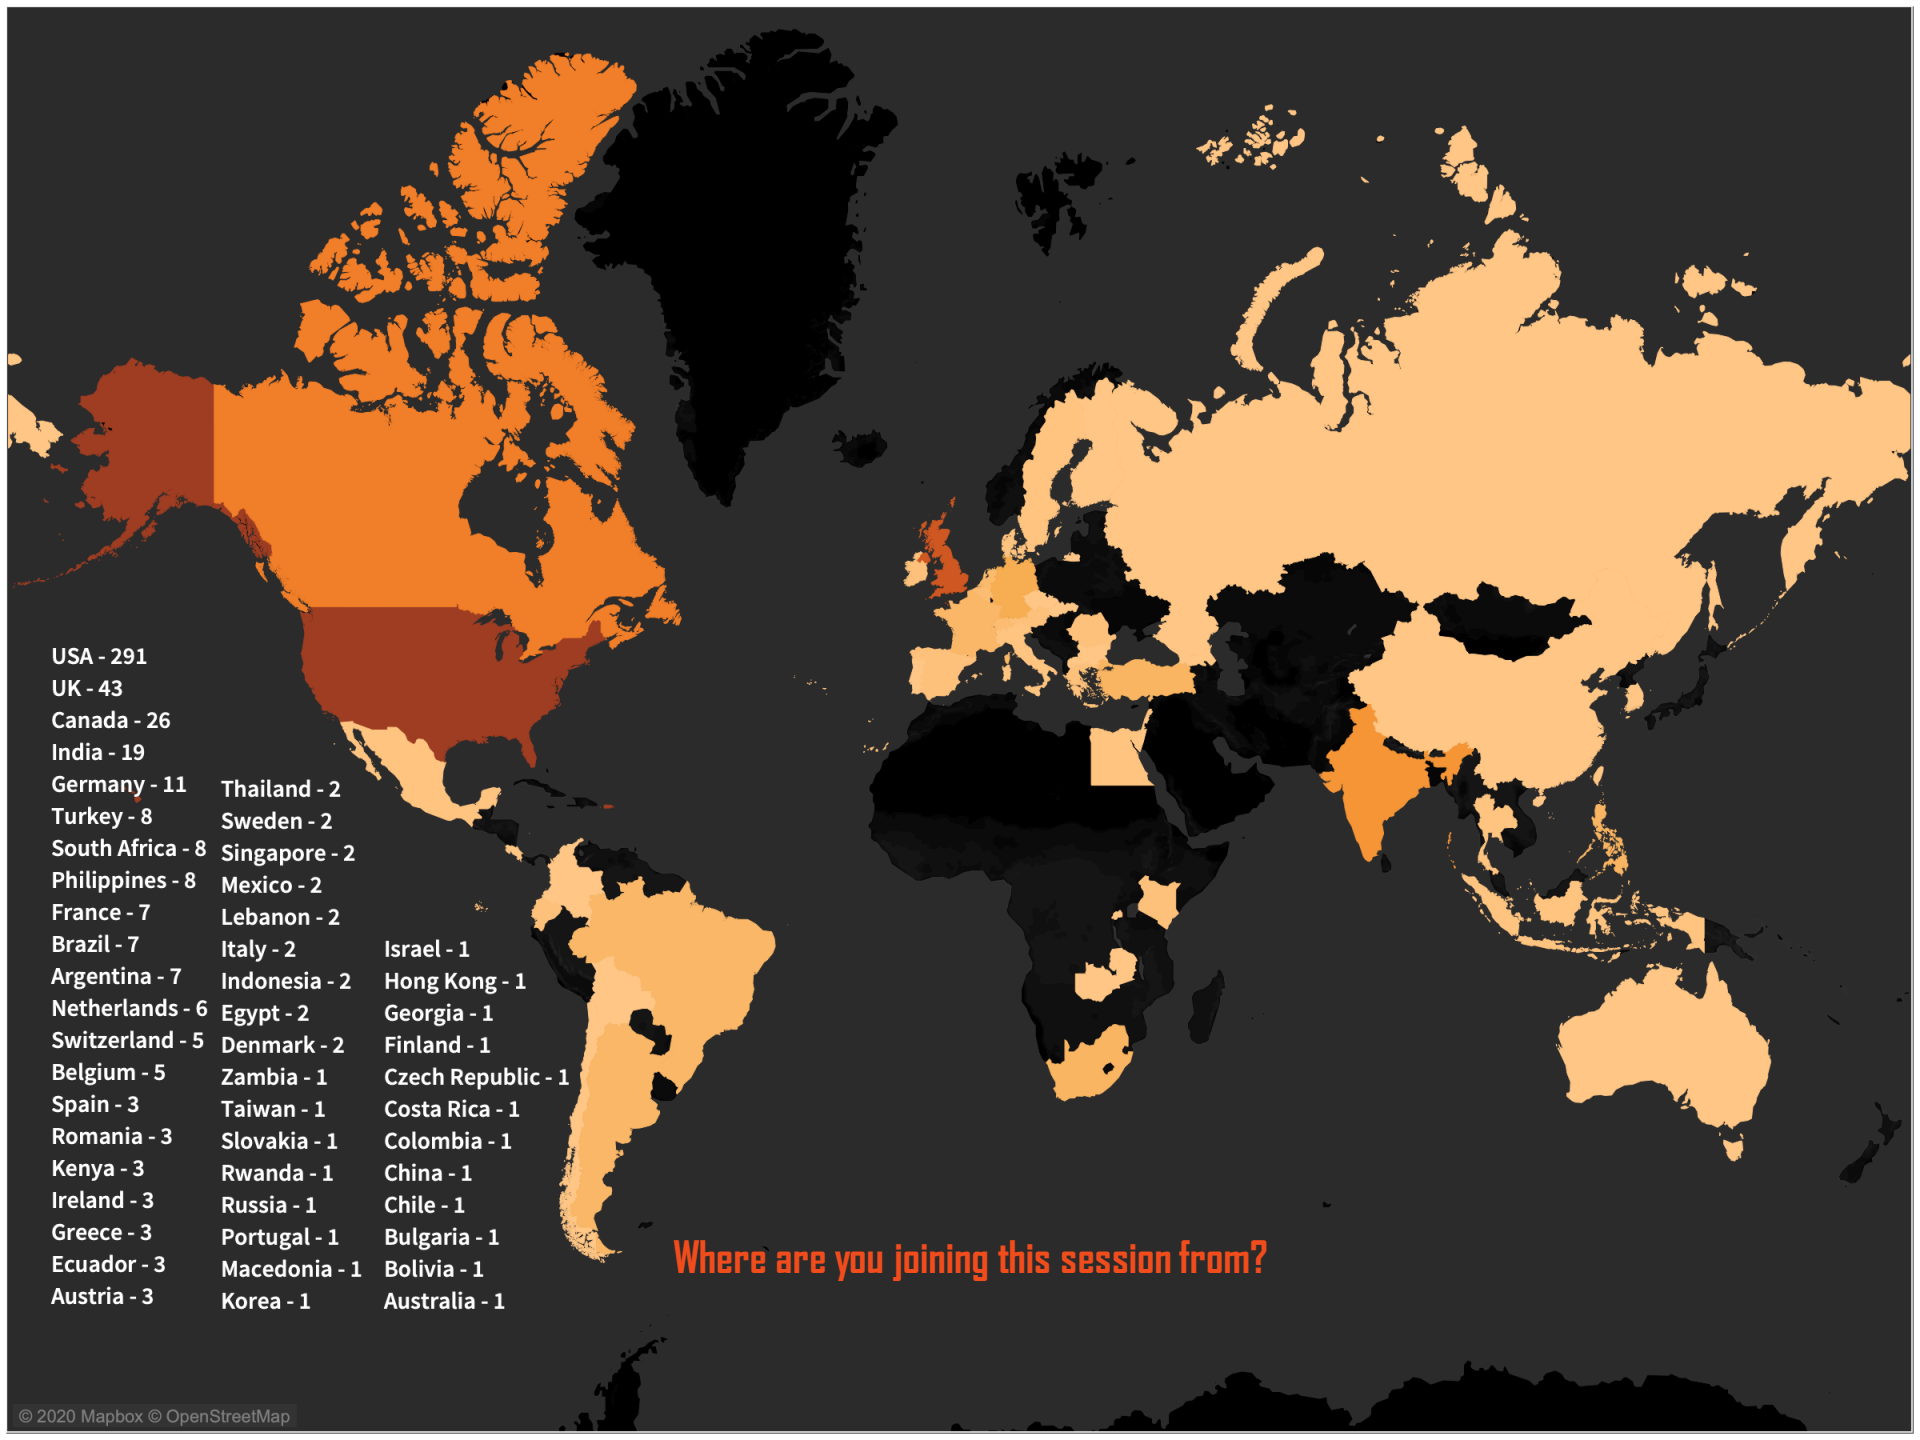 USA - 291
UK - 43
Canada - 26
India - 19
Germany - 11
Turkey - 8
South Africa - 8
Philippines - 8
France - 7
Brazil - 7
Argentina - 7
Netherlands - 6
Switzerland - 5
Belgium - 5
Spain - 3
Romania - 3
Kenya - 3
Ireland - 3
Greece - 3
Ecuador - 3
Austria - 3
Thailand - 2
Sweden - 2
Singapore - 2
Mexico - 2
Lebanon - 2
Italy - 2
Indonesia - 2
Egypt - 2
Denmark - 2
Zambia - 1
Taiwan - 1
Slovakia - 1
Rwanda - 1
Russia - 1
Portugal - 1
Macedonia - 1
Korea - 1
Israel - 1
Hong Kong - 1
Georgia - 1
Finland - 1
Czech Republic - 1
Costa Rica - 1
Colombia - 1
China - 1
Chile - 1
Bulgaria - 1
Bolivia - 1
Australia - 1
Where are you joining this session from?
© 2020 Mapbox © OpenStreetMap